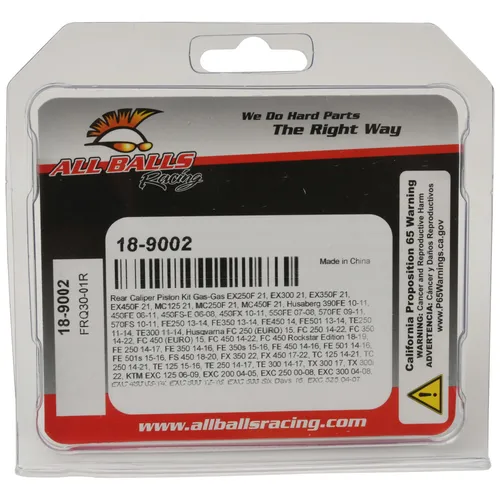 We Do Hard Parts
The Right Way
ALL BALLS
Racing
18-9002
Made in China
Rear Caliper Piston Kit Gas-Gas EX250F 21, EX300 21, EX350F 21,
EX450F 21, MC125 21, MC250F 21, MC450F 21, Husaberg 390FE 10-11,
450FE 06-11, 450FS-E 06-08, 450FX 10-11, 550FE 07-08, 570FE 09-11,
570FS 10-11, FE250 13-14, FE350 13-14, FE450 14, FE501 13-14, TE250
11-14, TE300 11-14, Husqvarna FC 250 (EURO) 15, FC 250 14-22, FC 350
14-22, FC 450 (EURO) 15, FC 450 14-22, FC 450 Rockstar Edition 18-19,
FE 250 14-17, FE 350 14-16, FE 350s 15-16, FE 450 14-16, FE 501 14-16,
FE 501s 15-16, FS 450 18-20, FX 350 22, FX 450 17-22, TC 125 14-21, TC
250 14-21, TE 125 15-16, TE 250 14-17, TE 300 14-17, TX 300 17, TX 300
22, KTM EXC 125 06-09, EXC 200 04-05, EXC 250 00-08, EXC 300 04-08,
18-9002
FRQ30-01R
California Proposition 65 Warning
WARNING: Cancer and Reproductive Harm
ADVERTENCIA: Cancer y Daños Reproductivos
www.P65Warnings.ca.gov
www.allballsracing.com